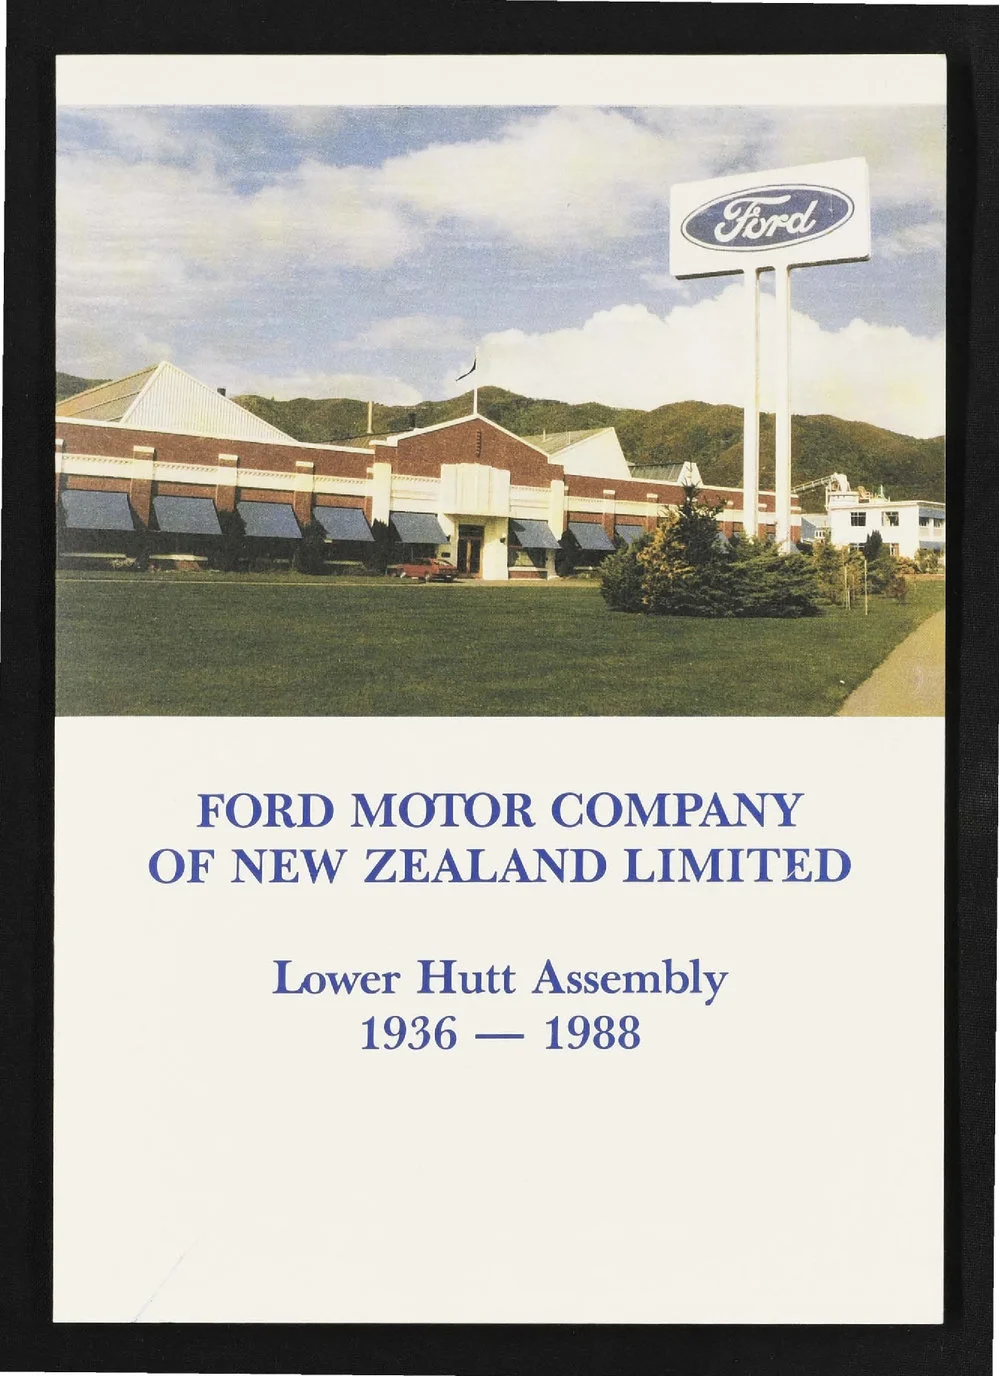 Ford
FORD MOTOR COMPANY
OF NEW ZEALAND LIMITED
Lower Hutt Assembly
1936 — 1988